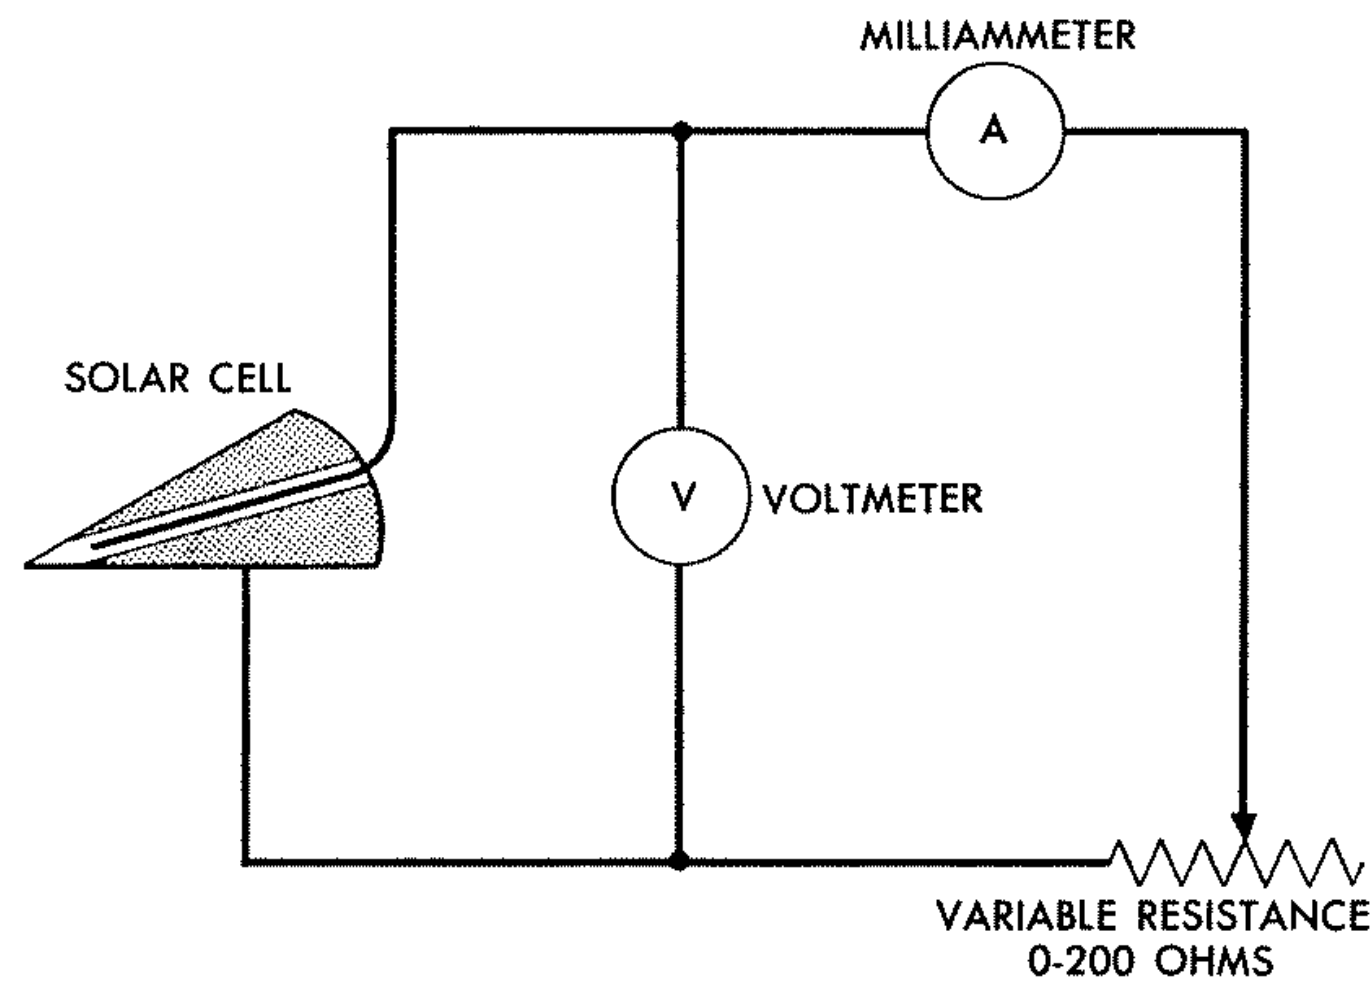 MILLIAMMETER
A
SOLAR CELL
V
VOLTMETER
VARIABLE RESISTANCE
0-200 OHMS